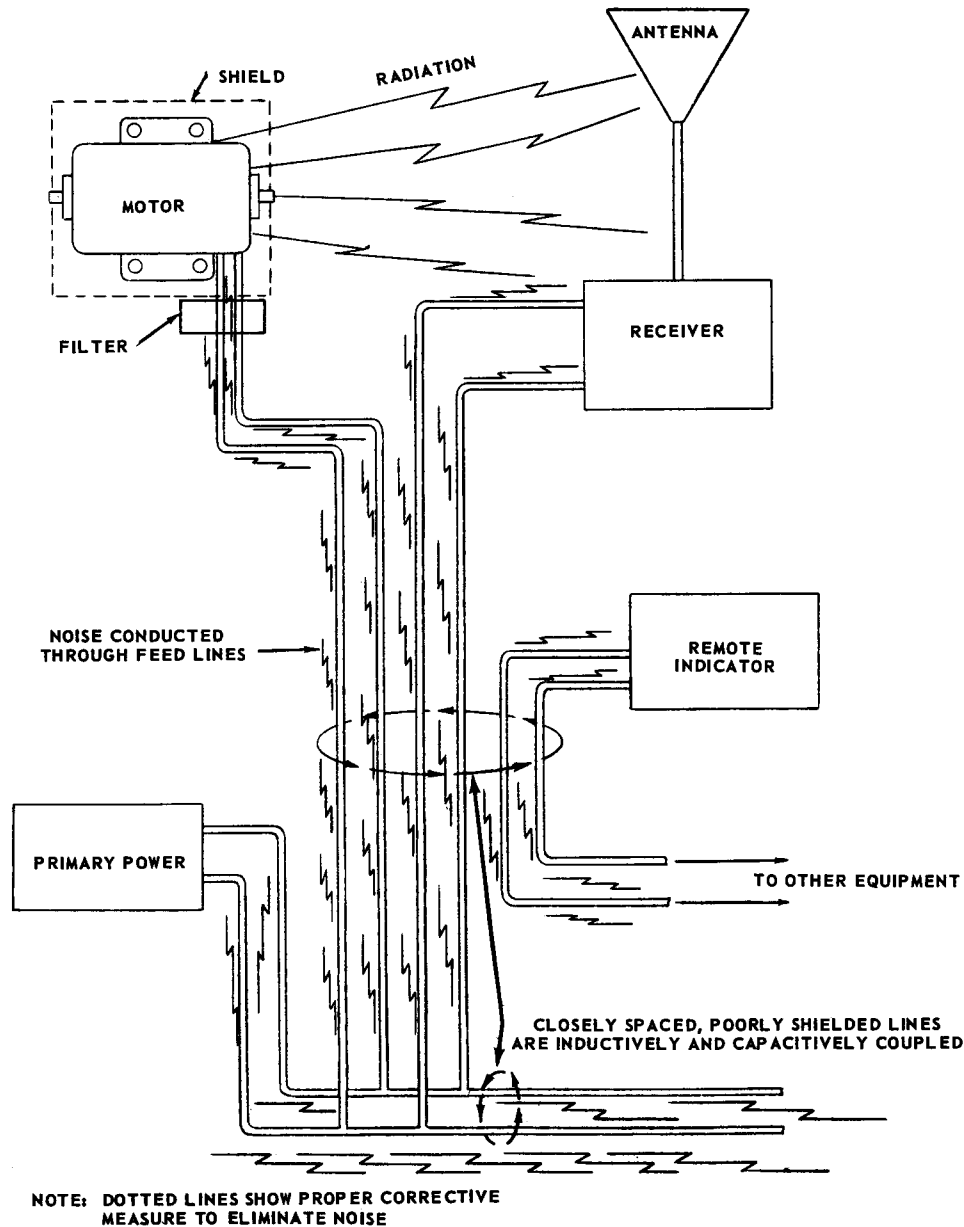 ANTENNA
SHIELD
RADIATION
MOTOR
RECEIVER
FILTER
NOISE CONDUCTED
THROUGH FEED LINES
REMOTE
INDICATOR
PRIMARY POWER
TO OTHER EQUIPMENT
CLOSELY SPACED, POORLY SHIELDED LINES
ARE INDUCTIVELY AND CAPACITIVELY COUPLED
NOTE: DOTTED LINES SHOW PROPER CORRECTIVE
MEASURE TO ELIMINATE NOISE